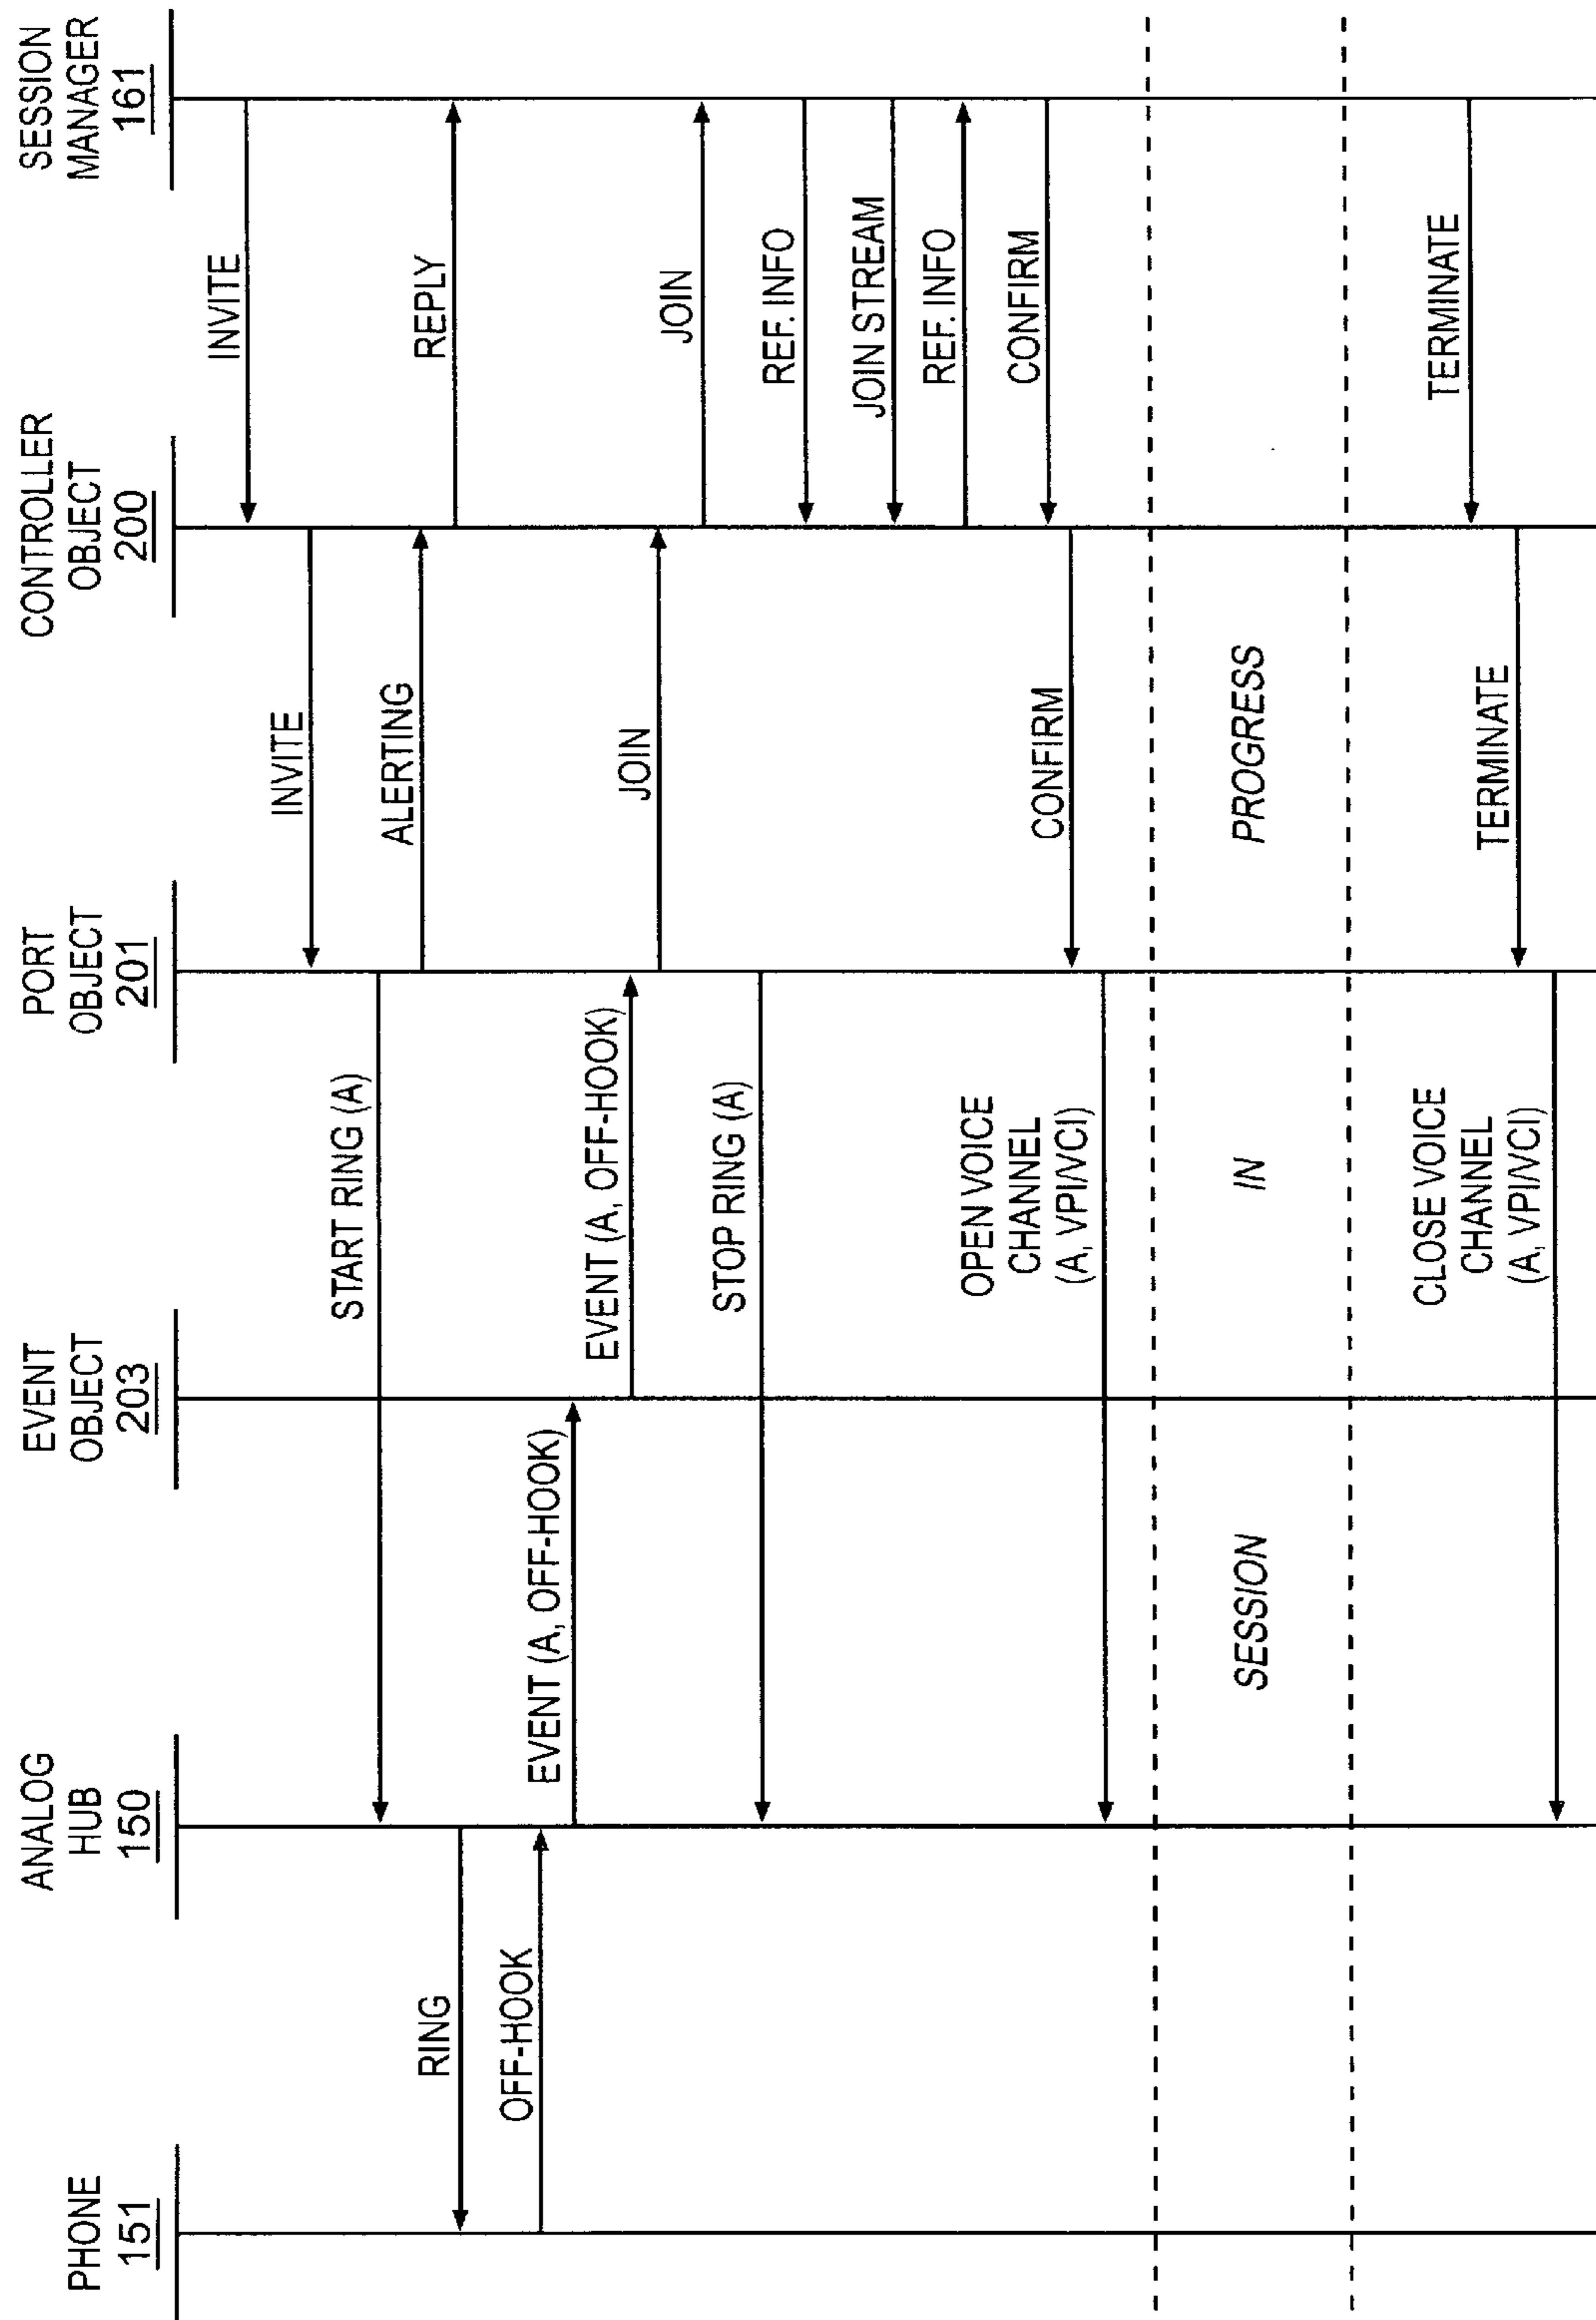 PHONE
151
ANALOG
HUB
150
EVENT
OBJECT
203
PORT
OBJECT
201
CONTROLLER
OBJECT
200
SESSION
MANAGER
161
INVITE
INVITE
START RING (A)
ALERTING
REPLY
RING
OFF-HOOK
EVENT (A, OFF-HOOK)
EVENT (A, OFF-HOOK)
JOIN
JOIN
STOP RING (A)
REF. INFO
JOIN STREAM
REF. INFO
CONFIRM
CONFIRM
OPEN VOICE
CHANNEL
(A, VPI/VCI)
SESSION
IN
PROGRESS
TERMINATE
TERMINATE
CLOSE VOICE
CHANNEL
(A, VPI/VCI)